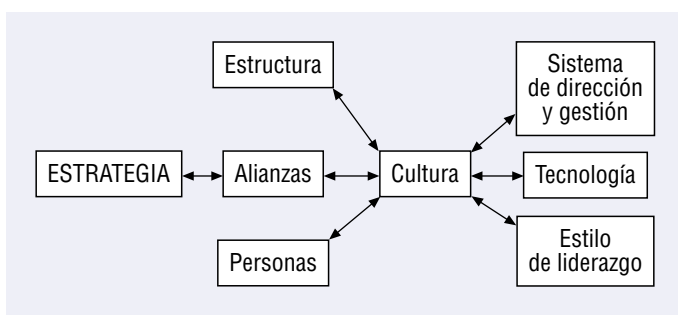 Estructura
Sistema
de dirección
y gestión
ESTRATEGIA
Alianzas
Cultura
Tecnología
Personas
Estilo
de liderazgo